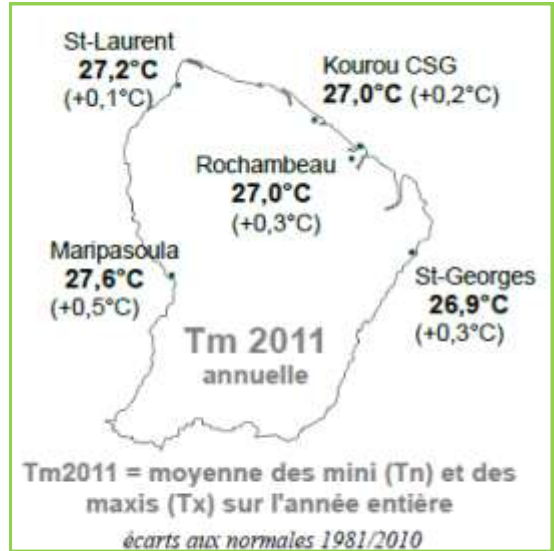 St-Laurent
27,2°C
(+0,1°C)
Kourou CSG
27,0°C (+0,2°C)
Rochambeau
27,0°C
(+0,3°C)
Maripasoula
27,6°C
(+0,5°C)
St-Georges
26,9°C
(+0,3°C)
Tm 2011
annuelle
Tm2011 = moyenne des mini (Tn) et des
maxis (Tx) sur l'année entière
écarts aux normales 1981/2010